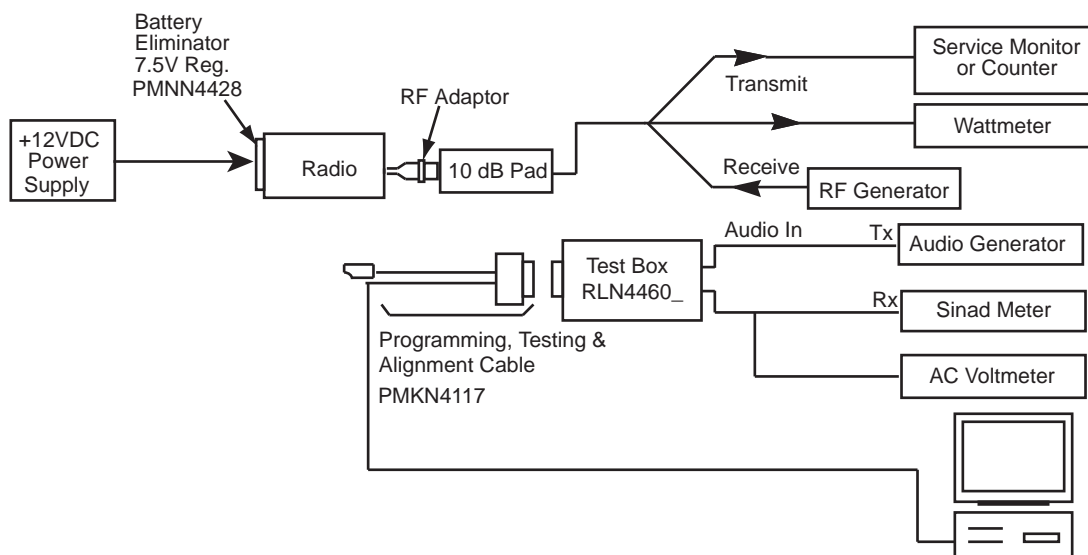 Battery
Eliminator
7.5V Reg.
PMNN4428
RF Adaptor
+12VDC
Power
Supply
Radio
10 dB Pad
Transmit
Service Monitor
or Counter
Wattmeter
Receive
RF Generator
Audio In
Tx
Audio Generator
Test Box
RLN4460_
Rx
Sinad Meter
Programming, Testing &
Alignment Cable
PMKN4117
AC Voltmeter